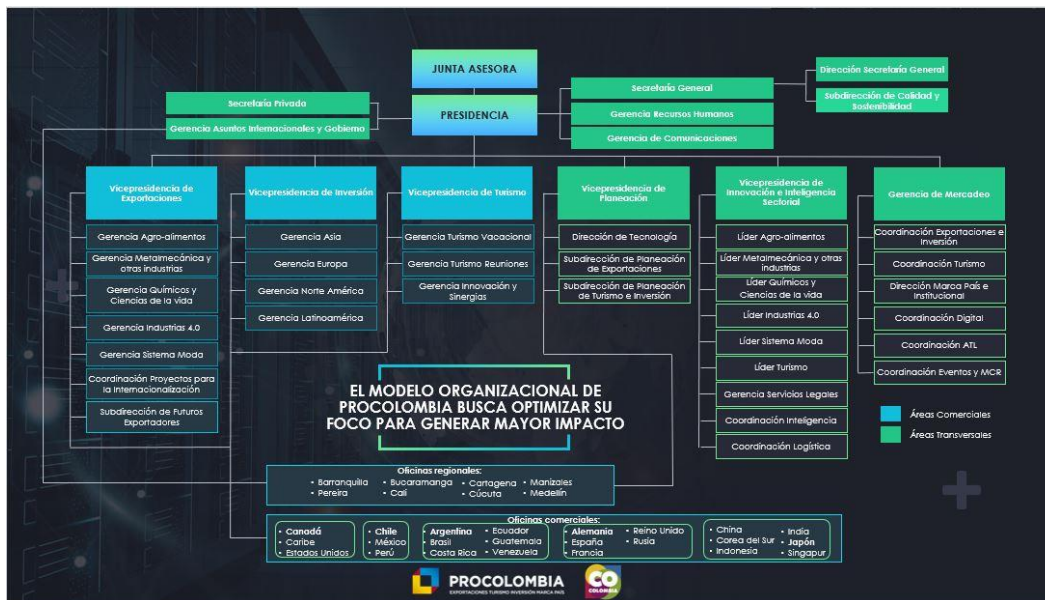 JUNTA ASESORA
PRESIDENCIA
Secretaría Privada
Gerencia Asuntos Internacionales y Gobierno
Secretaría General
Gerencia Recursos Humanos
Gerencia de Comunicaciones
Dirección Secretaría General
Subdirección de Calidad y
Sostenibilidad
Vicepresidencia de
Exportaciones
Gerencia Agro-alimentos
Gerencia Metalmecánica y
otras industrias
Gerencia Químicos y
Ciencias de la vida
Gerencia Industrias 4.0
Gerencia Sistema Moda
Coordinación Proyectos para
la Internacionalización
Subdirección de Futuros
Exportadores
Vicepresidencia de Inversión
Gerencia Asia
Gerencia Europa
Gerencia Norte América
Gerencia Latinoamérica
Vicepresidencia de Turismo
Gerencia Turismo Vacacional
Gerencia Turismo Reuniones
Gerencia Innovación y
Sinergias
Vicepresidencia de
Planeación
Dirección de Tecnología
Subdirección de Planeación
de Exportaciones
Subdirección de Planeación
de Turismo e Inversión
Vicepresidencia de
Innovación e Inteligencia
Sectorial
Líder Agro-alimentos
Líder Metalmecánica y otras
industrias
Líder Químicos y
Ciencias de la vida
Líder Industrias 4.0
Líder Sistema Moda
Líder Turismo
Gerencia Servicios Legales
Coordinación Inteligencia
Coordinación Logística
Gerencia de Mercadeo
Coordinación Exportaciones e
Inversión
Coordinación Turismo
Dirección Marca País e
Institucional
Coordinación Digital
Coordinación ATL
Coordinación Eventos y MCR
EL MODELO ORGANIZACIONAL DE
PROCOLOMBIA BUSCA OPTIMIZAR SU
FOCO PARA GENERAR MAYOR IMPACTO
Áreas Comerciales
Áreas Transversales
Oficinas regionales:
• Barranquilla • Bucaramanga • Cartagena • Manizales
• Pereira • Cali • Cúcuta • Medellín
Oficinas comerciales:
• Canadá
• Caribe
• Estados Unidos
• Chile
• México
• Perú
• Argentina • Ecuador
• Brasil • Guatemala
• Costa Rica • Venezuela
• Alemania • Reino Unido
• España • Rusia
• Francia
• China • India
• Corea del Sur • Japón
• Indonesia • Singapur
PROCOLOMBIA
EXPORTACIONES TURISMO INVERSIÓN MARCA PAÍS
CO
COLOMBIA